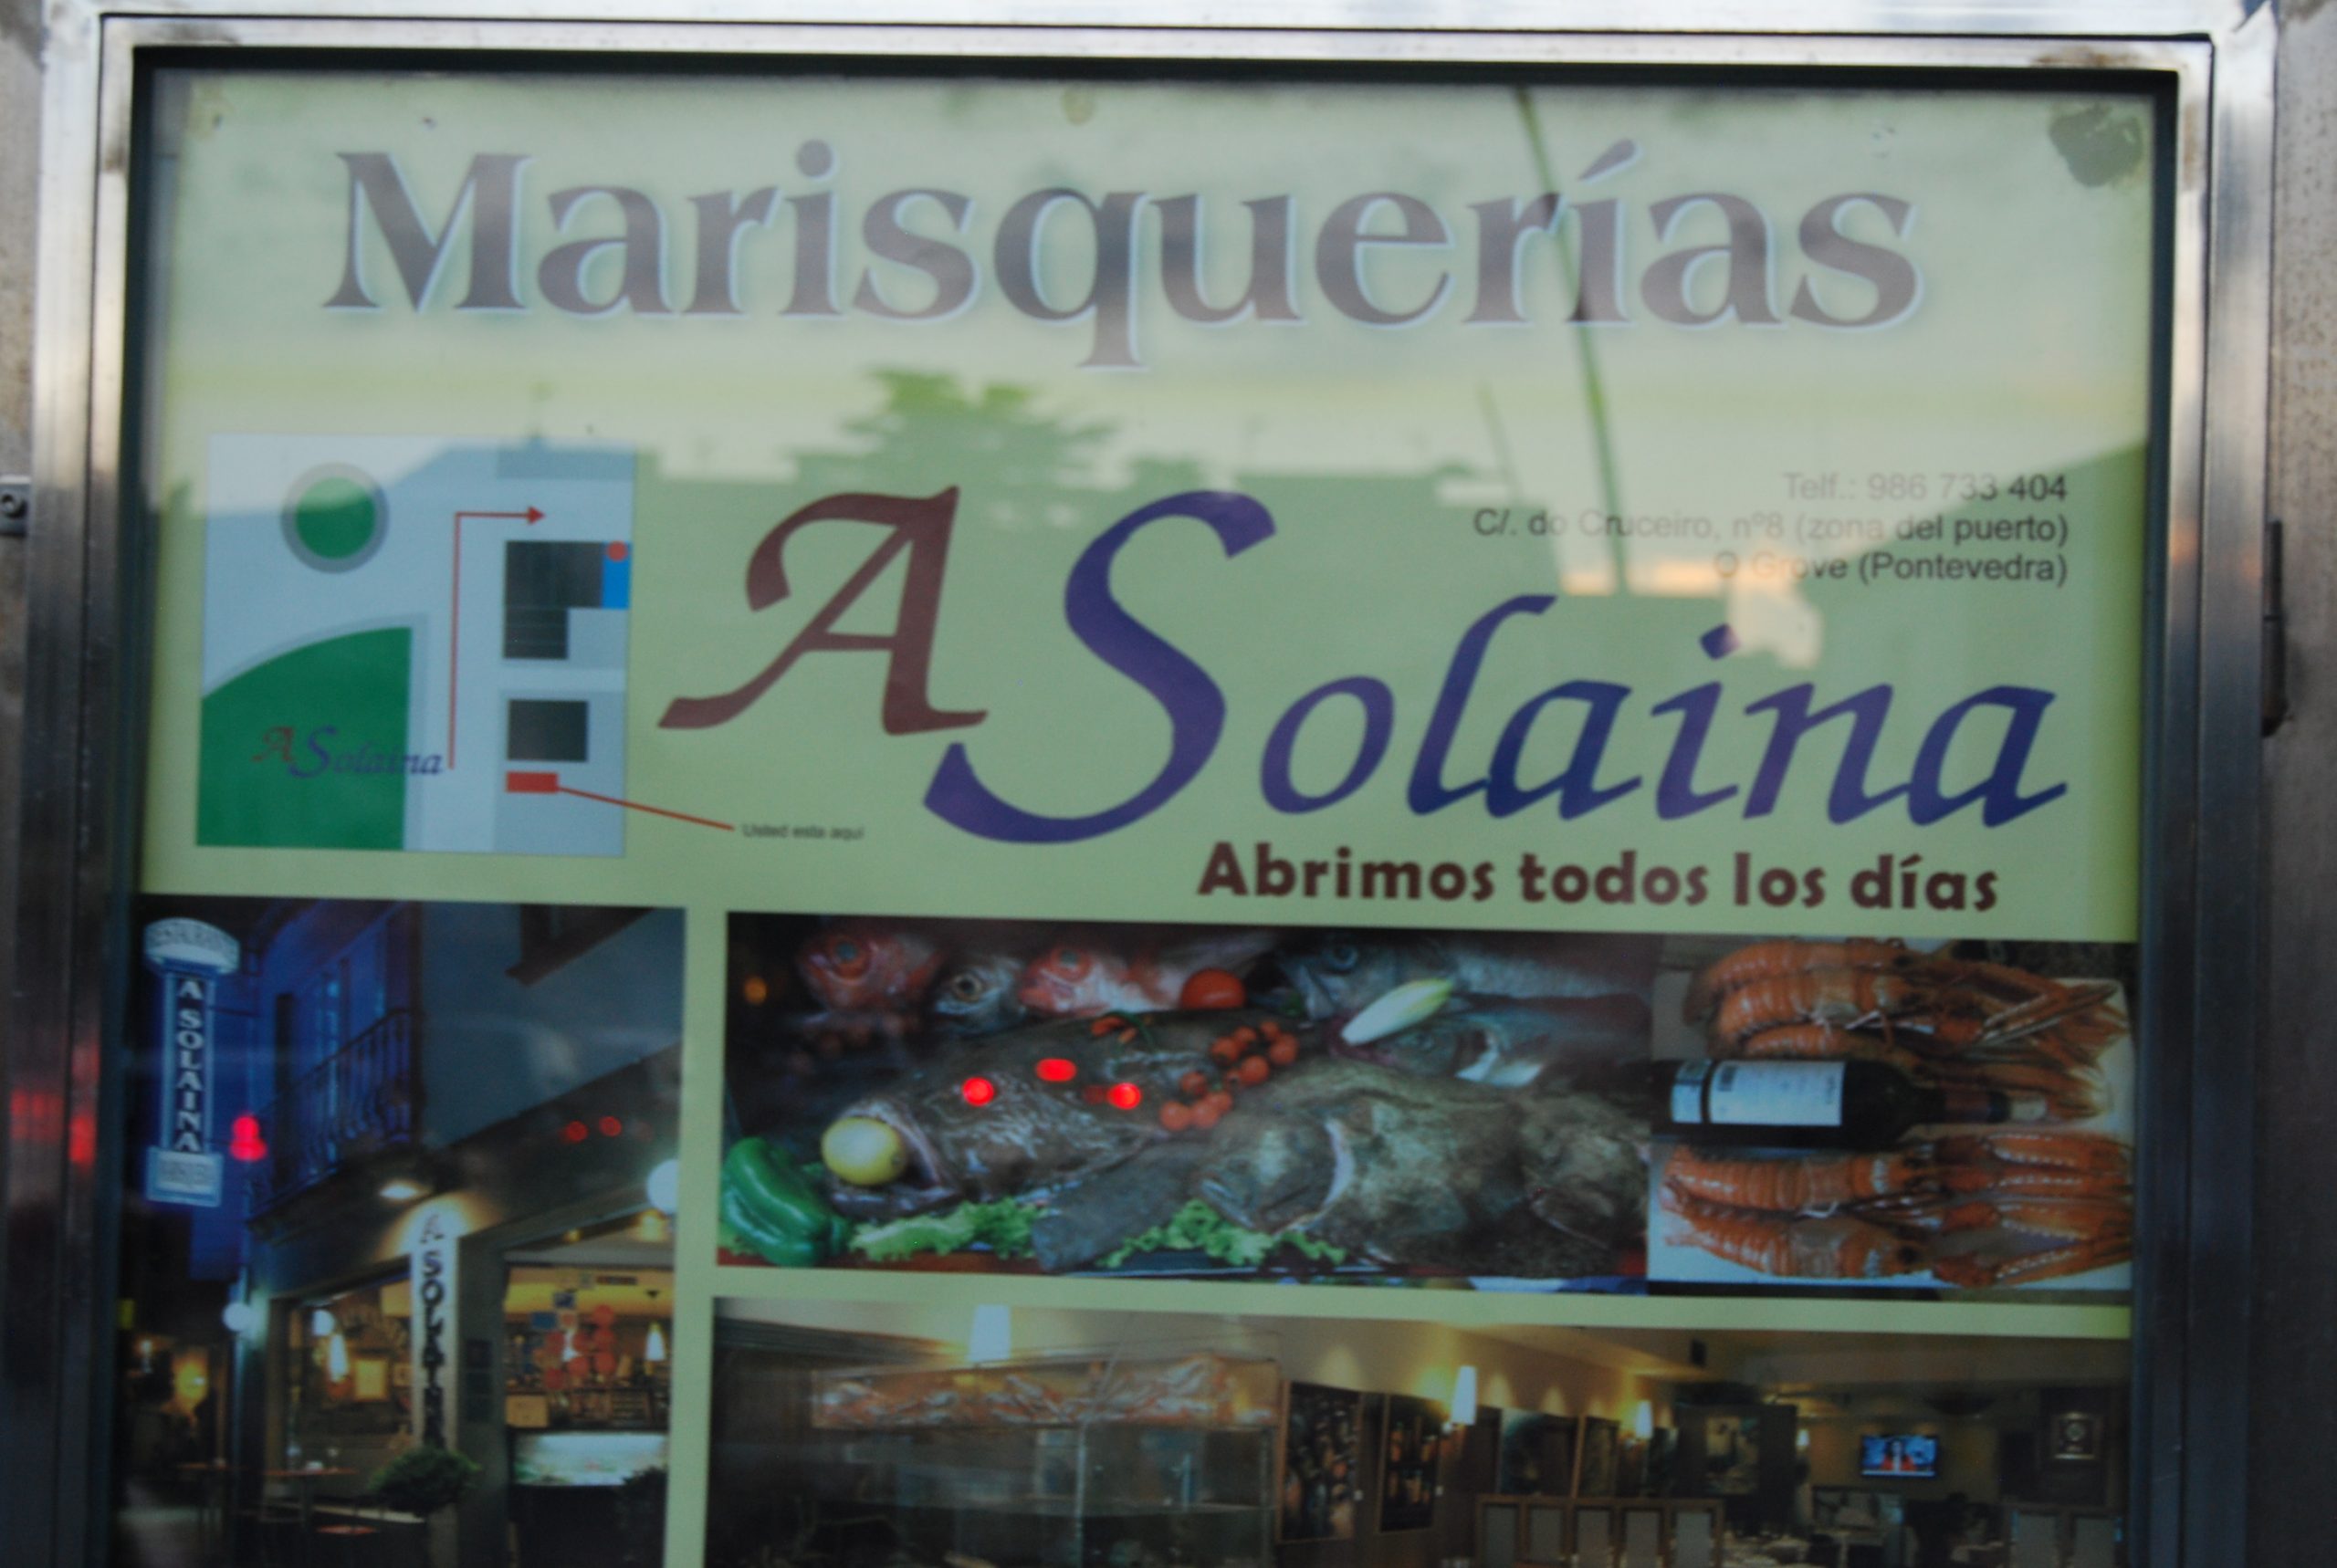 Marisquerías
Telf.: 986 733 404
C/. do Cruceiro, nº8 (zona del puerto)
O Grove (Pontevedra)
A Solaina
A Solaina
Usted esta aqui
Abrimos todos los días
A SOLAINA
A SOLAINA